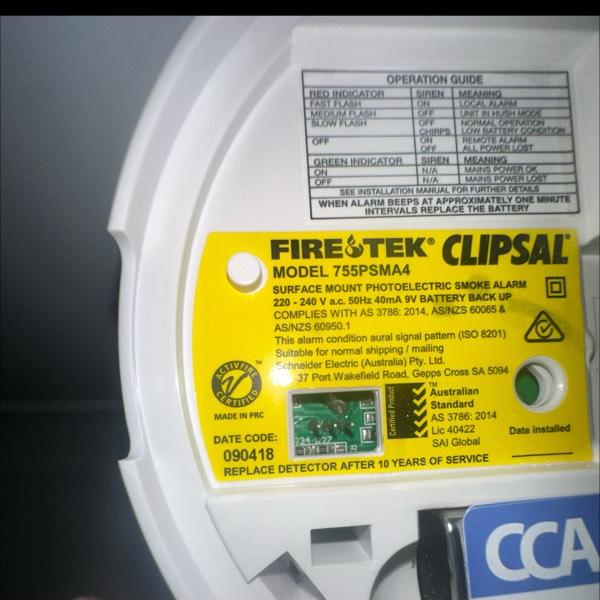 OPERATION GUIDE
RED INDICATOR SIREN MEANING
FAST FLASH ON LOCAL ALARM
MEDIUM FLASH OFF UNIT IN HUSH MODE
SLOW FLASH OFF NORMAL OPERATION
CHIRPS LOW BATTERY CONDITION
OFF ON REMOTE ALARM
OFF ALL POWER LOST
GREEN INDICATOR SIREN MEANING
ON N/A MAINS POWER OK
OFF N/A MAINS POWER LOST
SEE INSTALLATION MANUAL FOR FURTHER DETAILS
WHEN ALARM BEEPS AT APPROXIMATELY ONE MINUTE
INTERVALS REPLACE THE BATTERY
FIRETEK® CLIPSAL®
MODEL 755PSMA4
SURFACE MOUNT PHOTOELECTRIC SMOKE ALARM
220 - 240 V a.c. 50Hz 40mA 9V BATTERY BACK UP
COMPLIES WITH AS 3786: 2014, AS/NZS 60065 &
AS/NZS 60950.1
This alarm condition aural signal pattern (ISO 8201)
Suitable for normal shipping / mailing
Schneider Electric (Australia) Pty. Ltd.
37 Port Wakefield Road, Gepps Cross SA 5094
ACTIVFIRE CERTIFIED ™
MADE IN PRC
Certified Product
™
Australian
Standard
AS 3786: 2014
Lic 40422
SAI Global
Date installed
DATE CODE:
090418
REPLACE DETECTOR AFTER 10 YEARS OF SERVICE
CCA